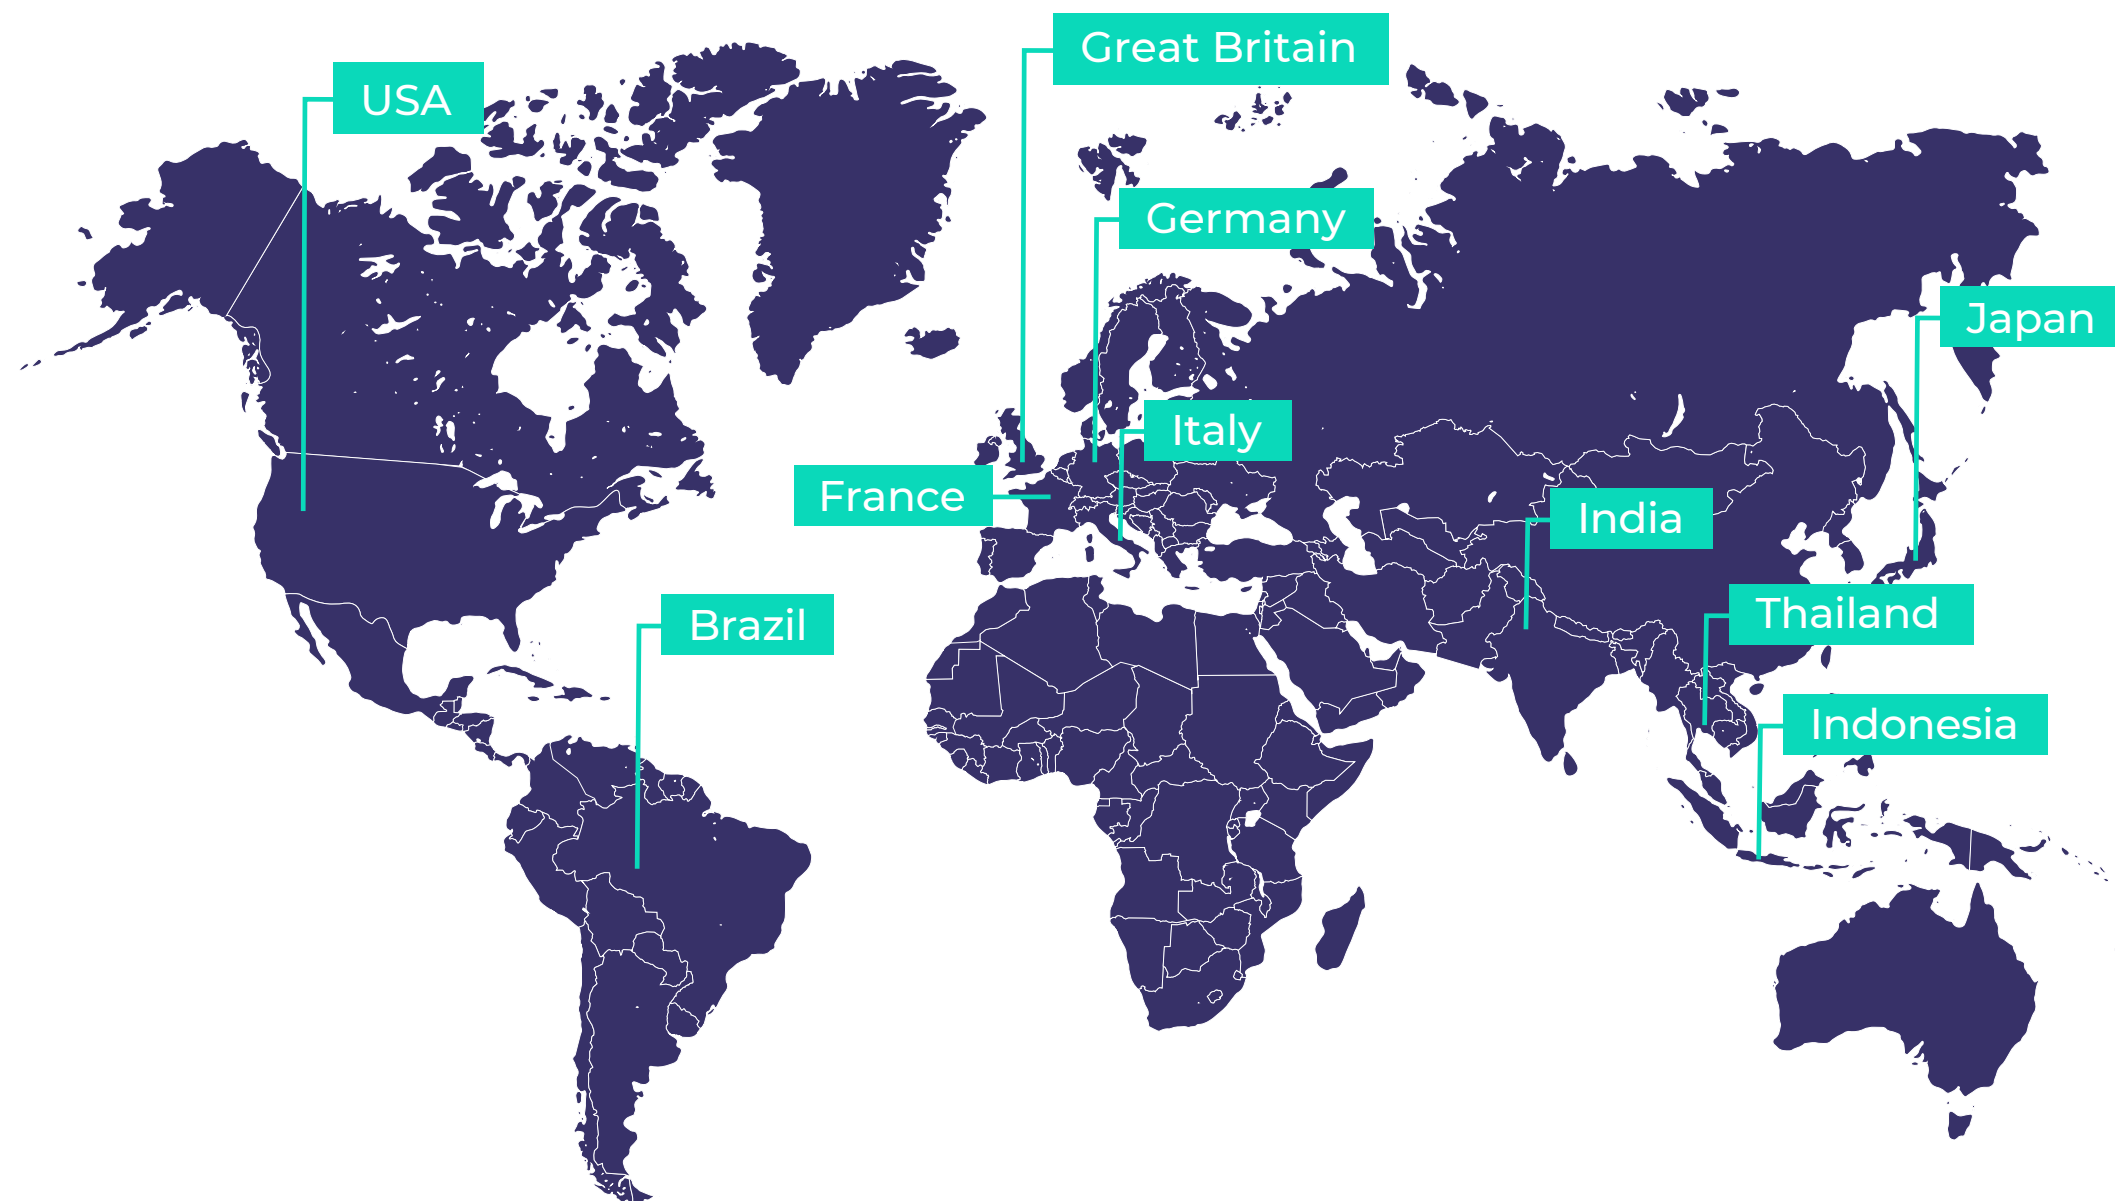 Great Britain
USA
Germany
Japan
Italy
France
India
Thailand
Brazil
Indonesia